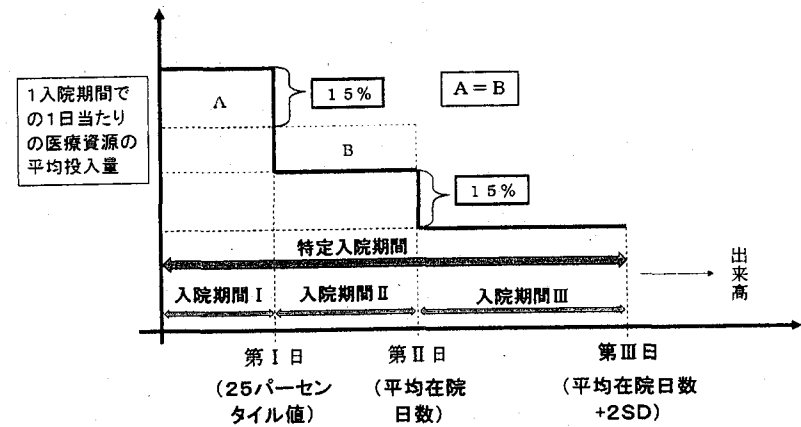 1入院期間で
の1日当たり
の医療資源の
平均投入量
A
15%
A=B
B
15%
特定入院期間
出来高
入院期間Ⅰ
入院期間Ⅱ
入院期間Ⅲ
第Ⅰ日
(25パーセン
タイル値)
第Ⅱ日
(平均在院
日数)
第Ⅲ日
(平均在院日数
+2SD)